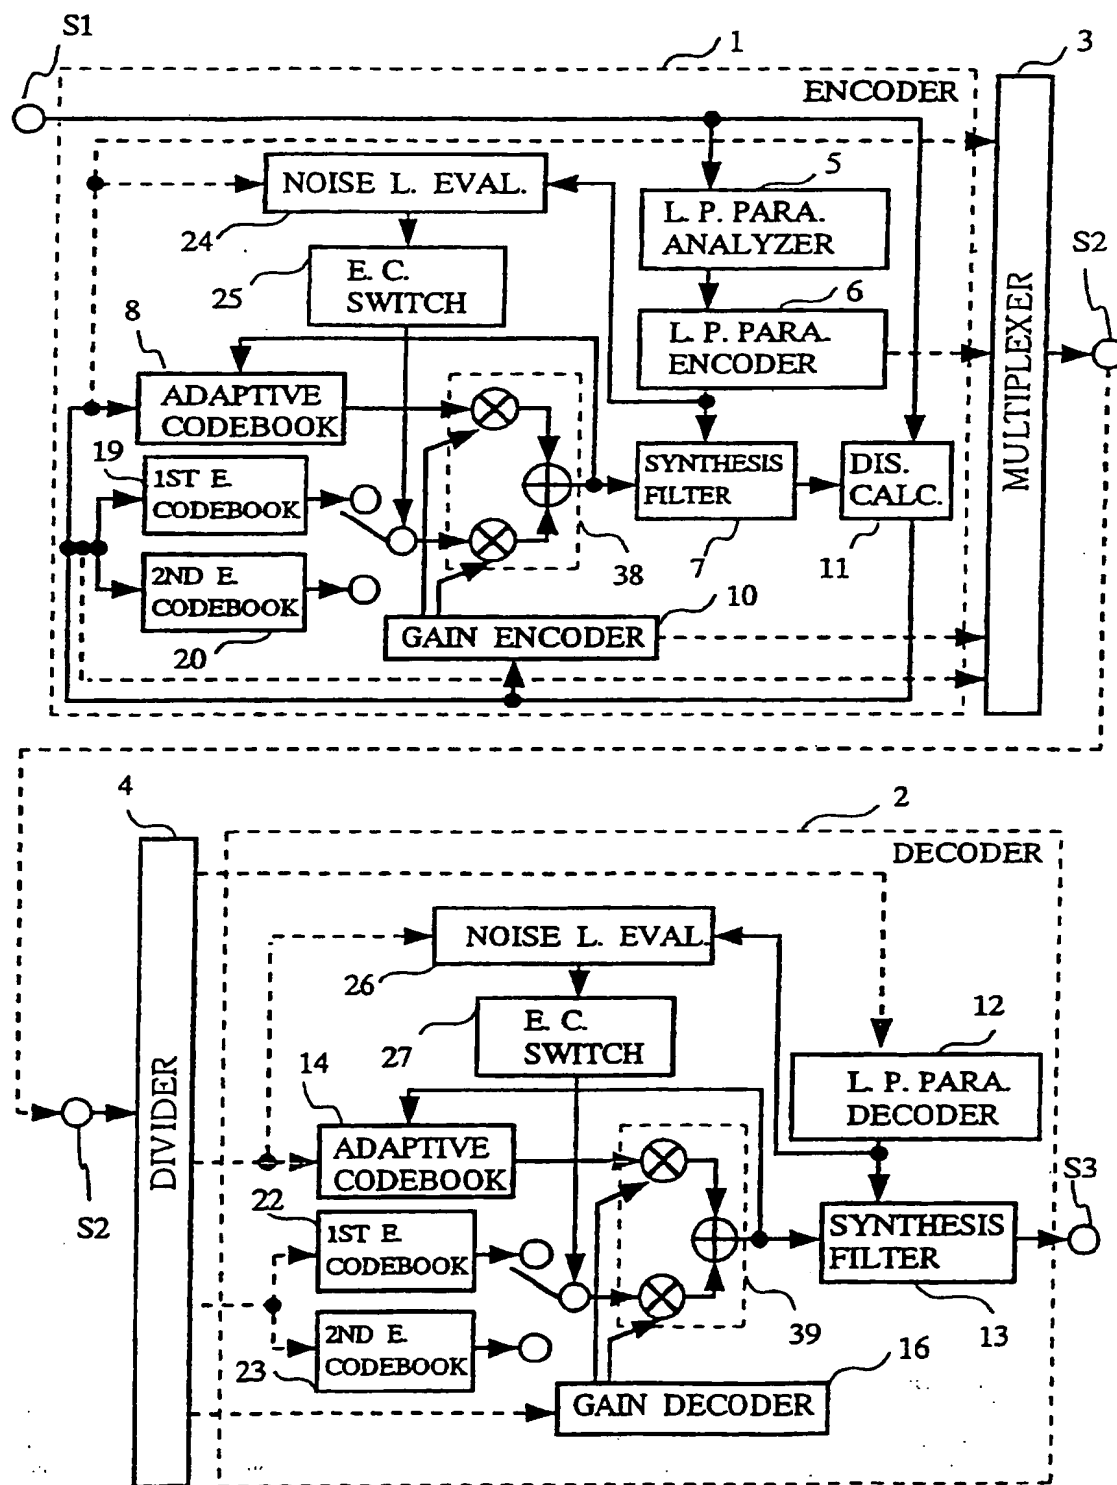 S1
1
3
ENCODER
NOISE L. EVAL.
24
5
L. P. PARA.
ANALYZER
S2
E. C.
SWITCH
25
6
L. P. PARA.
ENCODER
MULTIPLEXER
8
ADAPTIVE
CODEBOOK
19
1ST E.
CODEBOOK
SYNTHESIS
FILTER
DIS.
CALC.
38
7
11
2ND E.
CODEBOOK
20
10
GAIN ENCODER
4
2
DECODER
NOISE L. EVAL.
26
E. C.
SWITCH
27
12
L. P. PARA.
DECODER
DIVIDER
14
ADAPTIVE
CODEBOOK
S2
22
1ST E.
CODEBOOK
S3
SYNTHESIS
FILTER
39
13
2ND E.
CODEBOOK
23
16
GAIN DECODER